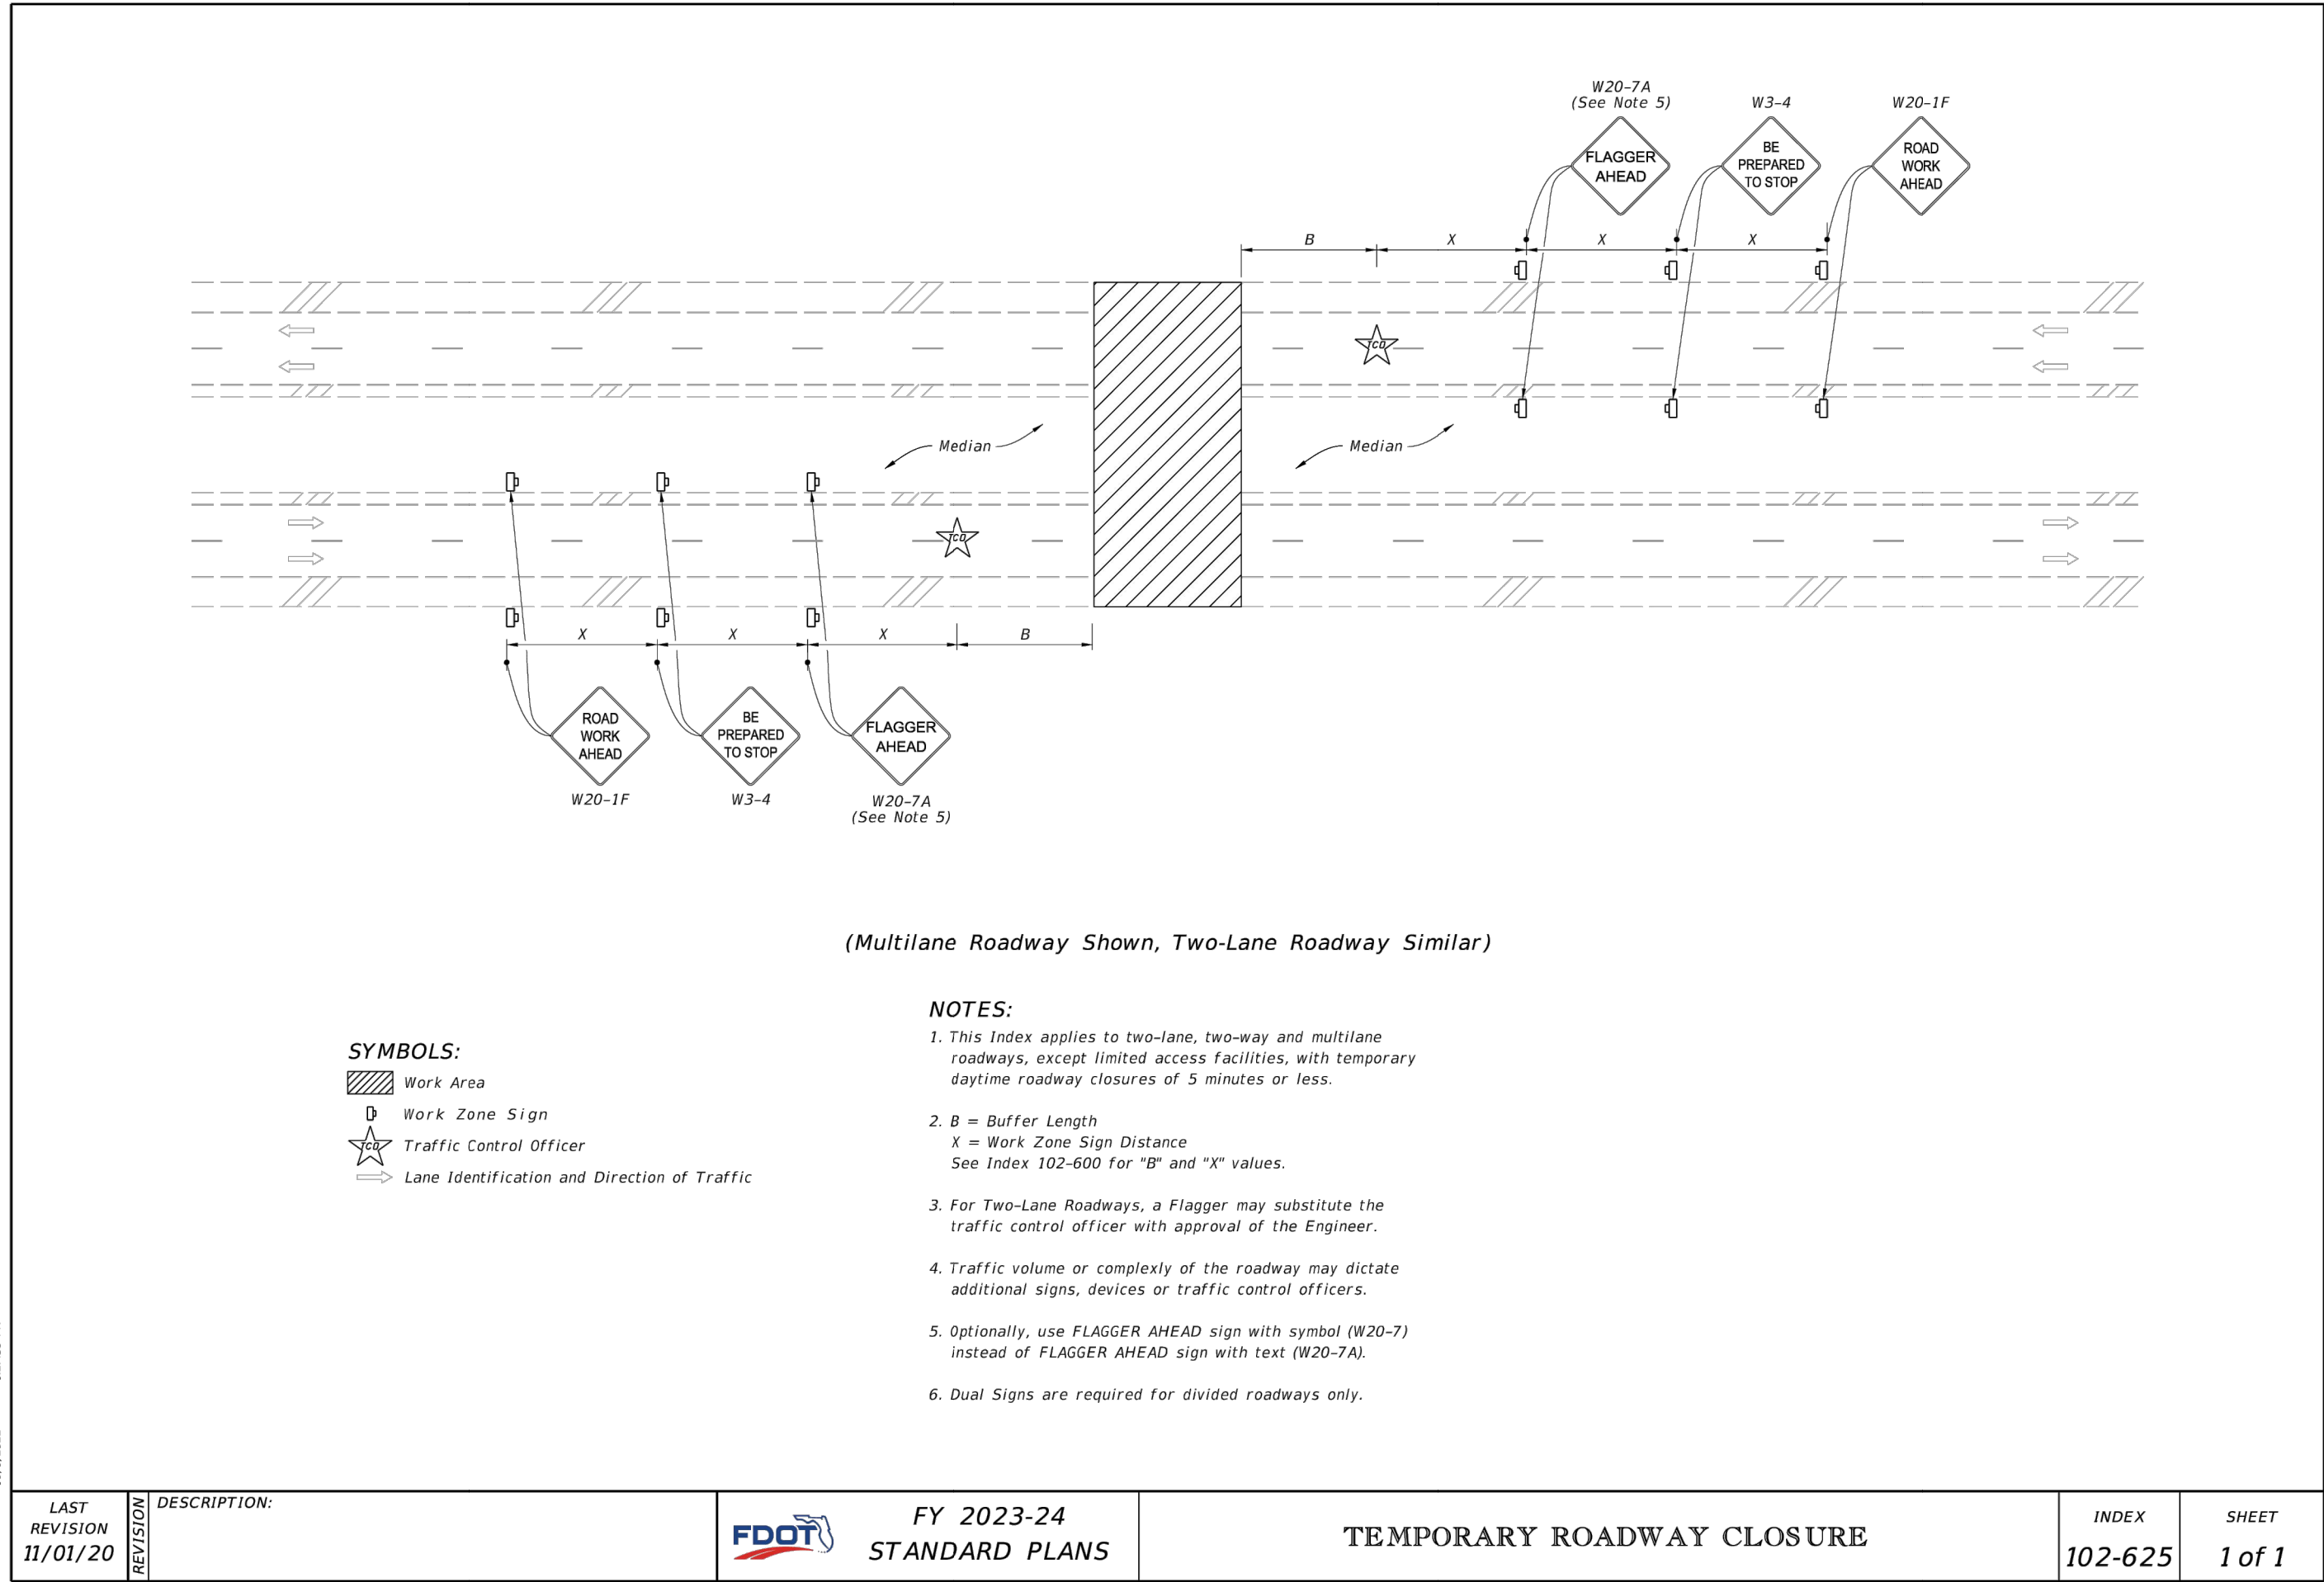 W20-7A
(See Note 5)
W3-4
W20-1F
FLAGGER
AHEAD
BE
PREPARED
TO STOP
ROAD
WORK
AHEAD
B
X
X
X
TCO
Median
Median
TCO
X
X
X
B
ROAD
WORK
AHEAD
BE
PREPARED
TO STOP
FLAGGER
AHEAD
W20-1F
W3-4
W20-7A
(See Note 5)
(Multilane Roadway Shown, Two-Lane Roadway Similar)
SYMBOLS:
Work Area
Work Zone Sign
TCO Traffic Control Officer
Lane Identification and Direction of Traffic
NOTES:
1. This Index applies to two-lane, two-way and multilane
roadways, except limited access facilities, with temporary
daytime roadway closures of 5 minutes or less.
2. B = Buffer Length
X = Work Zone Sign Distance
See Index 102-600 for "B" and "X" values.
3. For Two-Lane Roadways, a Flagger may substitute the
traffic control officer with approval of the Engineer.
4. Traffic volume or complexly of the roadway may dictate
additional signs, devices or traffic control officers.
5. Optionally, use FLAGGER AHEAD sign with symbol (W20-7)
instead of FLAGGER AHEAD sign with text (W20-7A).
6. Dual Signs are required for divided roadways only.
LAST
REVISION
11/01/20
REVISION
DESCRIPTION:
FDOT
FY 2023-24
STANDARD PLANS
TEMPORARY ROADWAY CLOSURE
INDEX
102-625
SHEET
1 of 1